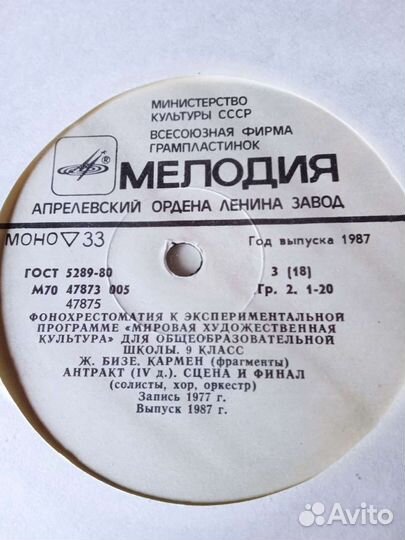 МИНИСТЕРСТВО
КУЛЬТУРЫ СССР
ВСЕСОЮЗНАЯ ФИРМА
ГРАМПЛАСТИНОК
®
МЕЛОДИЯ
АПРЕЛЕВСКИЙ ОРДЕНА ЛЕНИНА ЗАВОД
МОНО ▽ 33
Год выпуска 1987
ГОСТ 5289-80
3 (18)
М70 47873 005
Гр. 2. 1-20
47875
ФОНОХРЕСТОМАТИЯ К ЭКСПЕРИМЕНТАЛЬНОЙ
ПРОГРАММЕ «МИРОВАЯ ХУДОЖЕСТВЕННАЯ
КУЛЬТУРА» ДЛЯ ОБЩЕОБРАЗОВАТЕЛЬНОЙ
ШКОЛЫ. 9 КЛАСС
Ж. БИЗЕ. КАРМЕН (фрагменты)
АНТРАКТ (IV д.). СЦЕНА И ФИНАЛ
(солисты, хор, оркестр)
Запись 1977 г.
Выпуск 1987 г.
Avito